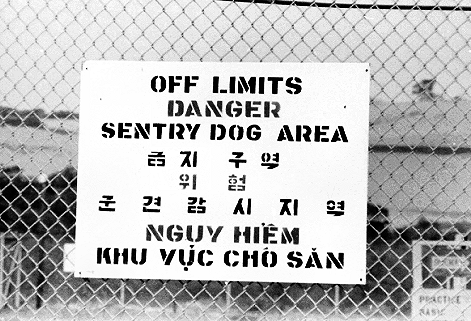 OFF LIMITS
DANGER
SENTRY DOG AREA
금 지 구 역
위 험
군 견 감 시 지 역
NGUY HIỂM
KHU VỰC CHÓ SĂN
PRACTICE